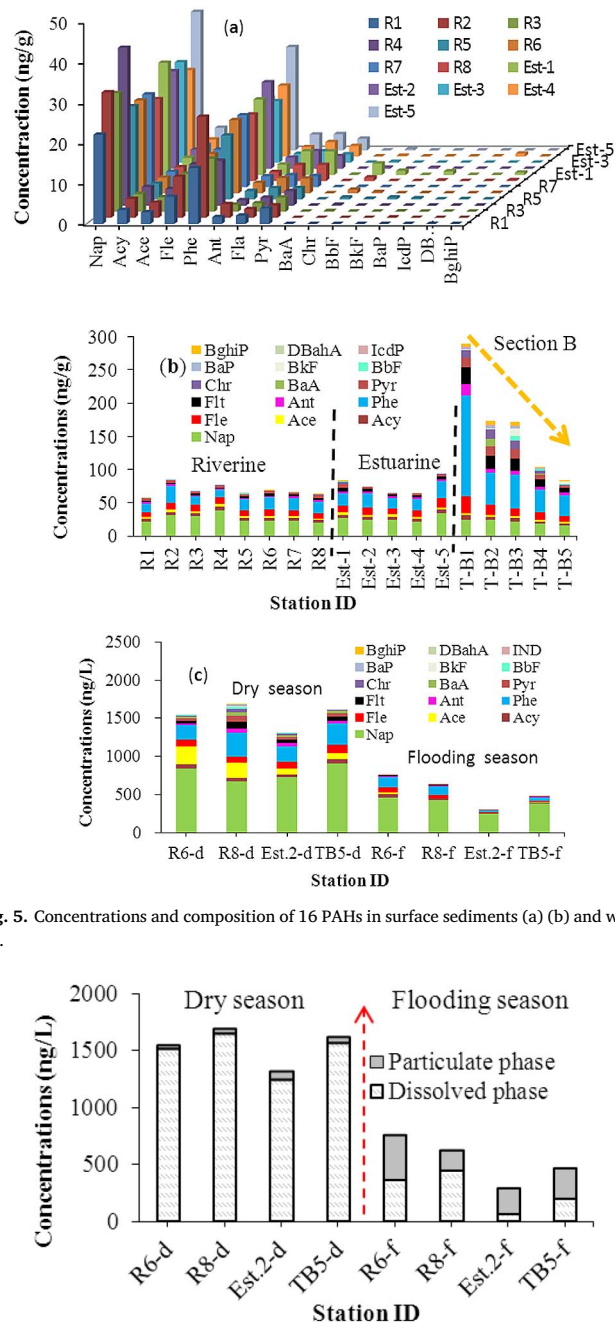 (a)
Concentraction (ng/g)
50
40
30
20
10
0
R1 R2 R3
R4 R5 R6
R7 R8 Est-1
Est-2 Est-3 Est-4
Est-5
Nap Acy Ace Fle Phe Ant Fla Pyr BaA Chr BbF BkF BaP IcdP DB.. BghiP
Est-5
Est-3
Est-1
R7
R5
R3
R1
Concentrations (ng/g)
300
250
200
150
100
50
0
BghiP DBahA IcdP
BaP BkF BbF
Chr BaA Pyr
Flt Ant Phe
Fle Ace Acy
Nap
(b)
Section B
Riverine
Estuarine
R1 R2 R3 R4 R5 R6 R7 R8 Est-1 Est-2 Est-3 Est-4 Est-5 T-B1 T-B2 T-B3 T-B4 T-B5
Station ID
Concentrations (ng/L)
2500
2000
1500
1000
500
0
(c)
BghiP DBahA IND
BaP BkF BbF
Chr BaA Pyr
Flt Ant Phe
Fle Ace Acy
Nap
Dry season
Flooding season
R6-d R8-d Est.2-d TB5-d R6-f R8-f Est.2-f TB5-f
Station ID
g. 5. Concentrations and composition of 16 PAHs in surface sediments (a) (b) and w
.
Concentrations (ng/L)
2000
1500
1000
500
0
Dry season Flooding season
Particulate phase
Dissolved phase
R6-d R8-d Est.2-d TB5-d R6-f R8-f Est.2-f TB5-f
Station ID